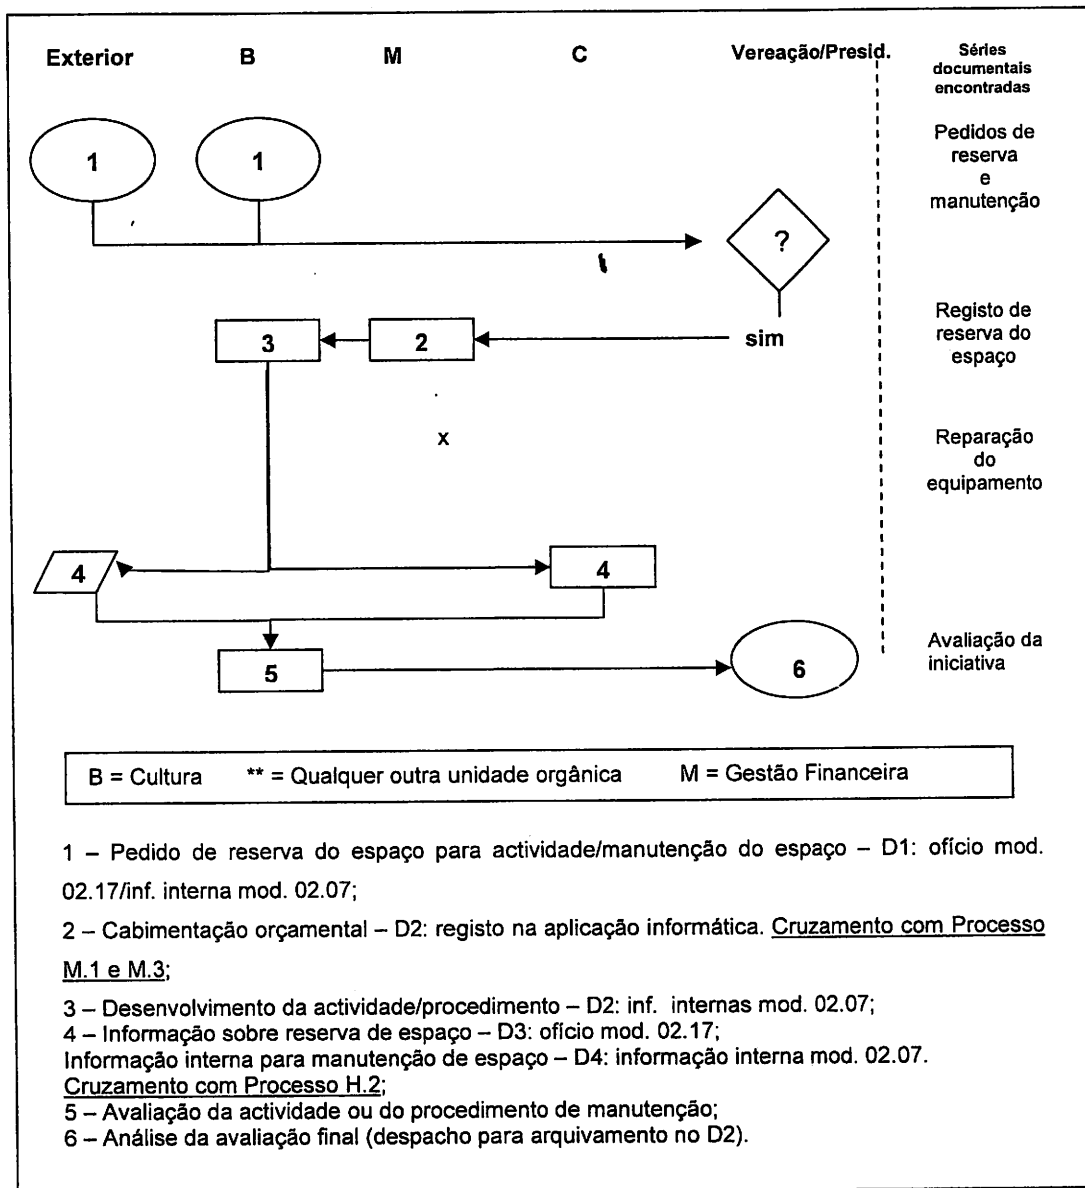 Exterior B M C Vereação/Presid. Séries
documentais
encontradas
1 1 Pedidos de
reserva
e
manutenção
?
3 2 sim Registo de
reserva do
espaço
x Reparação
do
equipamento
4 4
5 6 Avaliação da
iniciativa
B = Cultura ** = Qualquer outra unidade orgânica M = Gestão Financeira
1 – Pedido de reserva do espaço para actividade/manutenção do espaço – D1: ofício mod.
02.17/inf. interna mod. 02.07;
2 – Cabimentação orçamental – D2: registo na aplicação informática. Cruzamento com Processo
M.1 e M.3;
3 – Desenvolvimento da actividade/procedimento – D2: inf. internas mod. 02.07;
4 – Informação sobre reserva de espaço – D3: ofício mod. 02.17;
Informação interna para manutenção de espaço – D4: informação interna mod. 02.07.
Cruzamento com Processo H.2;
5 – Avaliação da actividade ou do procedimento de manutenção;
6 – Análise da avaliação final (despacho para arquivamento no D2).